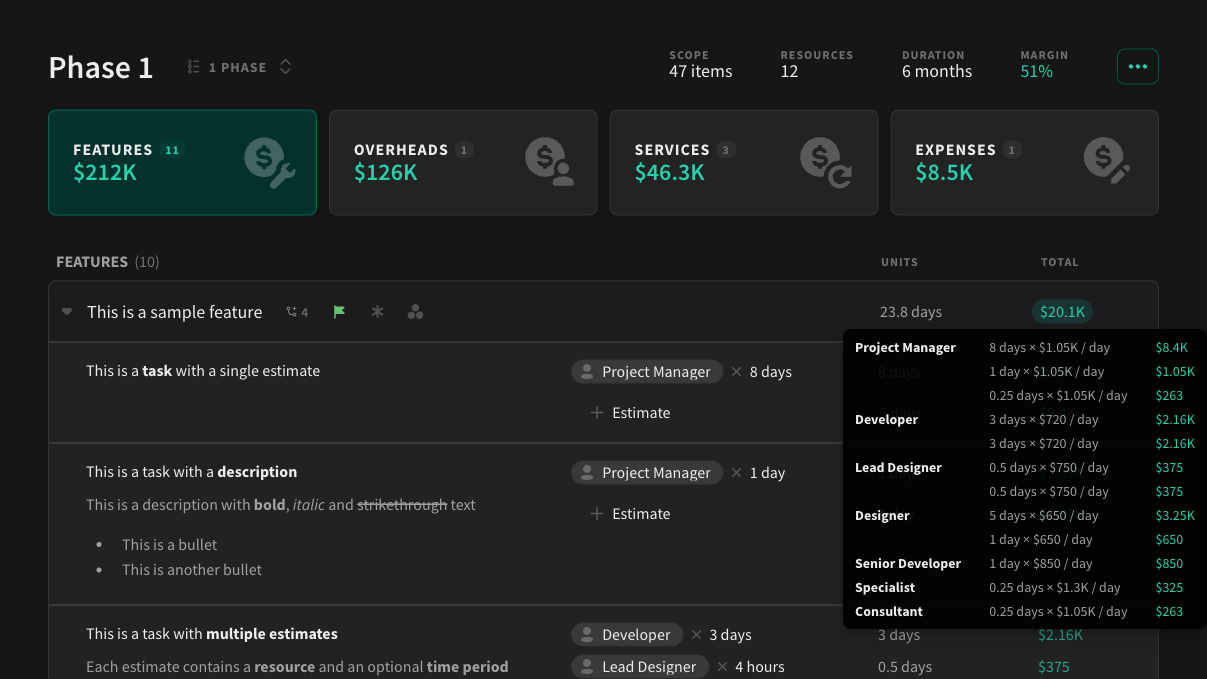 Phase 1
1 PHASE
SCOPE
47 items
RESOURCES
12
DURATION
6 months
MARGIN
51%
FEATURES 11
$212K
OVERHEADS 1
$126K
SERVICES 3
$46.3K
EXPENSES 1
$8.5K
FEATURES (10) UNITS TOTAL
This is a sample feature 4 23.8 days $20.1K
Project Manager 8 days × $1.05K / day $8.4K
1 day × $1.05K / day $1.05K
0.25 days × $1.05K / day $263
Developer 3 days × $720 / day $2.16K
3 days × $720 / day $2.16K
Lead Designer 0.5 days × $750 / day $375
0.5 days × $750 / day $375
Designer 5 days × $650 / day $3.25K
1 day × $650 / day $650
Senior Developer 1 day × $850 / day $850
Specialist 0.25 days × $1.3K / day $325
Consultant 0.25 days × $1.05K / day $263
This is a task with a single estimate Project Manager × 8 days 8 days
+ Estimate
This is a task with a description Project Manager × 1 day
This is a description with bold, italic and strikethrough text
+ Estimate
• This is a bullet
• This is another bullet
This is a task with multiple estimates Developer × 3 days 3 days $2.16K
Each estimate contains a resource and an optional time period Lead Designer × 4 hours 0.5 days $375